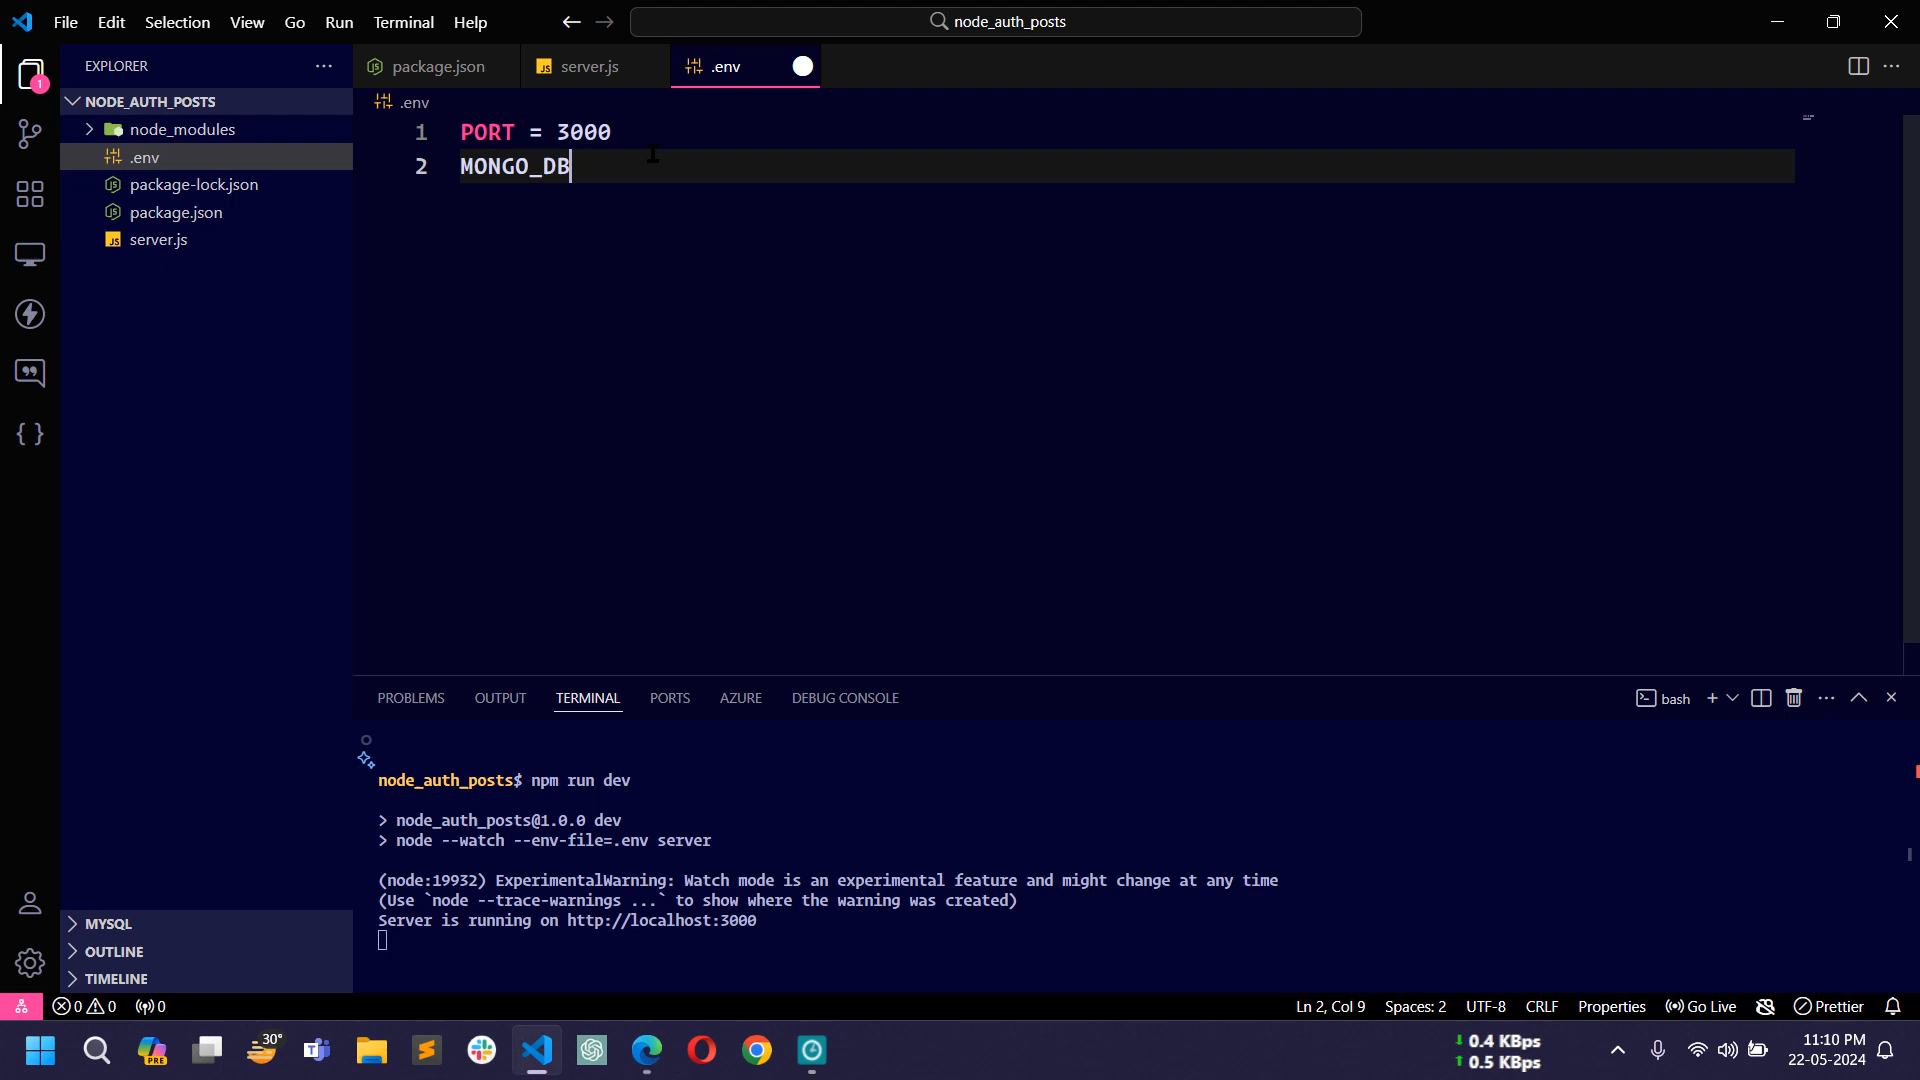 File Edit Selection View Go Run Terminal Help
node_auth_posts
EXPLORER
1
NODE_AUTH_POSTS
node_modules
.env
package-lock.json
package.json
JS server.js
package.json
JS server.js
.env
.env
1 PORT = 3000
2 MONGO_DB
PROBLEMS OUTPUT TERMINAL PORTS AZURE DEBUG CONSOLE
bash
node_auth_posts$ npm run dev
> node_auth_posts@1.0.0 dev
> node --watch --env-file=.env server
(node:19932) ExperimentalWarning: Watch mode is an experimental feature and might change at any time
(Use `node --trace-warnings ...` to show where the warning was created)
Server is running on http://localhost:3000
MYSQL
OUTLINE
TIMELINE
0 0 0
Ln 2, Col 9 Spaces: 2 UTF-8 CRLF Properties Go Live Prettier
PRE
30°
0.4 KBps
0.5 KBps
11:10 PM
22-05-2024